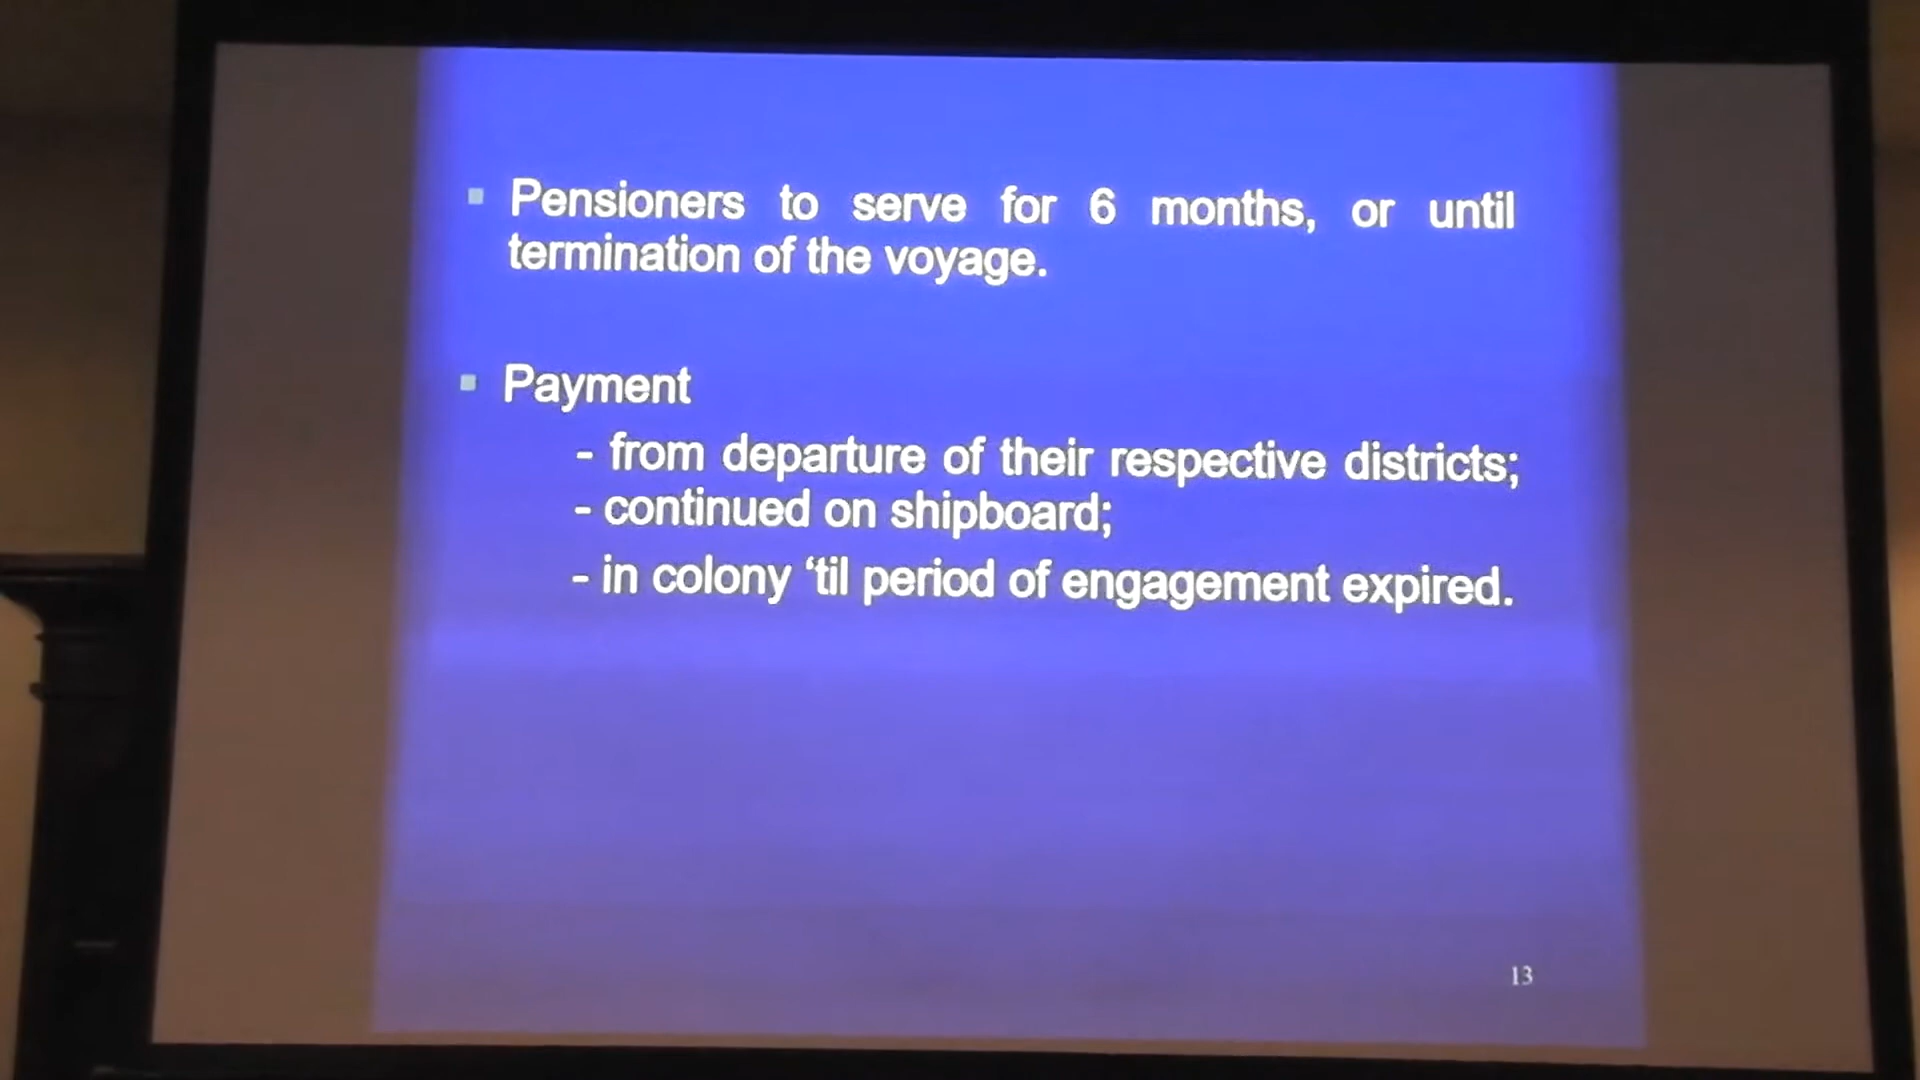 ▪ Pensioners to serve for 6 months, or until
termination of the voyage.
▪ Payment
- from departure of their respective districts;
- continued on shipboard;
- in colony ‘til period of engagement expired.
13